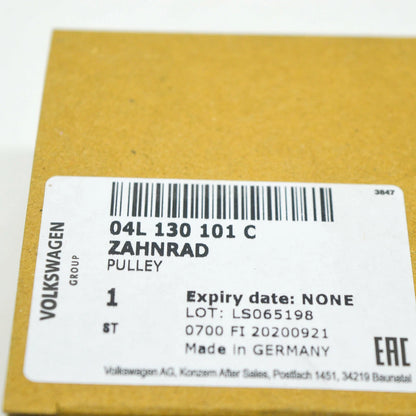 3847
VOLKSWAGEN
GROUP
04L 130 101 C
ZAHNRAD
PULLEY
1
ST
Expiry date: NONE
LOT: LS065198
0700 FI 20200921
Made in GERMANY
EAC
Volkswagen AG, Konzern After Sales, Postfach 1451, 34219 Baunatal